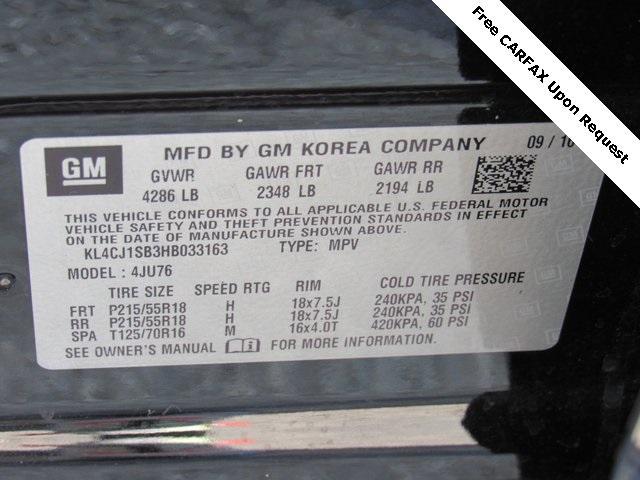 Free CARFAX Upon Request
GM
MFD BY GM KOREA COMPANY 09 / 16
GVWR GAWR FRT GAWR RR
4286 LB 2348 LB 2194 LB
THIS VEHICLE CONFORMS TO ALL APPLICABLE U.S. FEDERAL MOTOR
VEHICLE SAFETY AND THEFT PREVENTION STANDARDS IN EFFECT
ON THE DATE OF MANUFACTURE SHOWN ABOVE.
KL4CJ1SB3HB033163 TYPE: MPV
MODEL : 4JU76
TIRE SIZE SPEED RTG RIM COLD TIRE PRESSURE
FRT P215/55R18 H 18x7.5J 240KPA, 35 PSI
RR P215/55R18 H 18x7.5J 240KPA, 35 PSI
SPA T125/70R16 M 16x4.0T 420KPA, 60 PSI
SEE OWNER'S MANUAL FOR MORE INFORMATION.